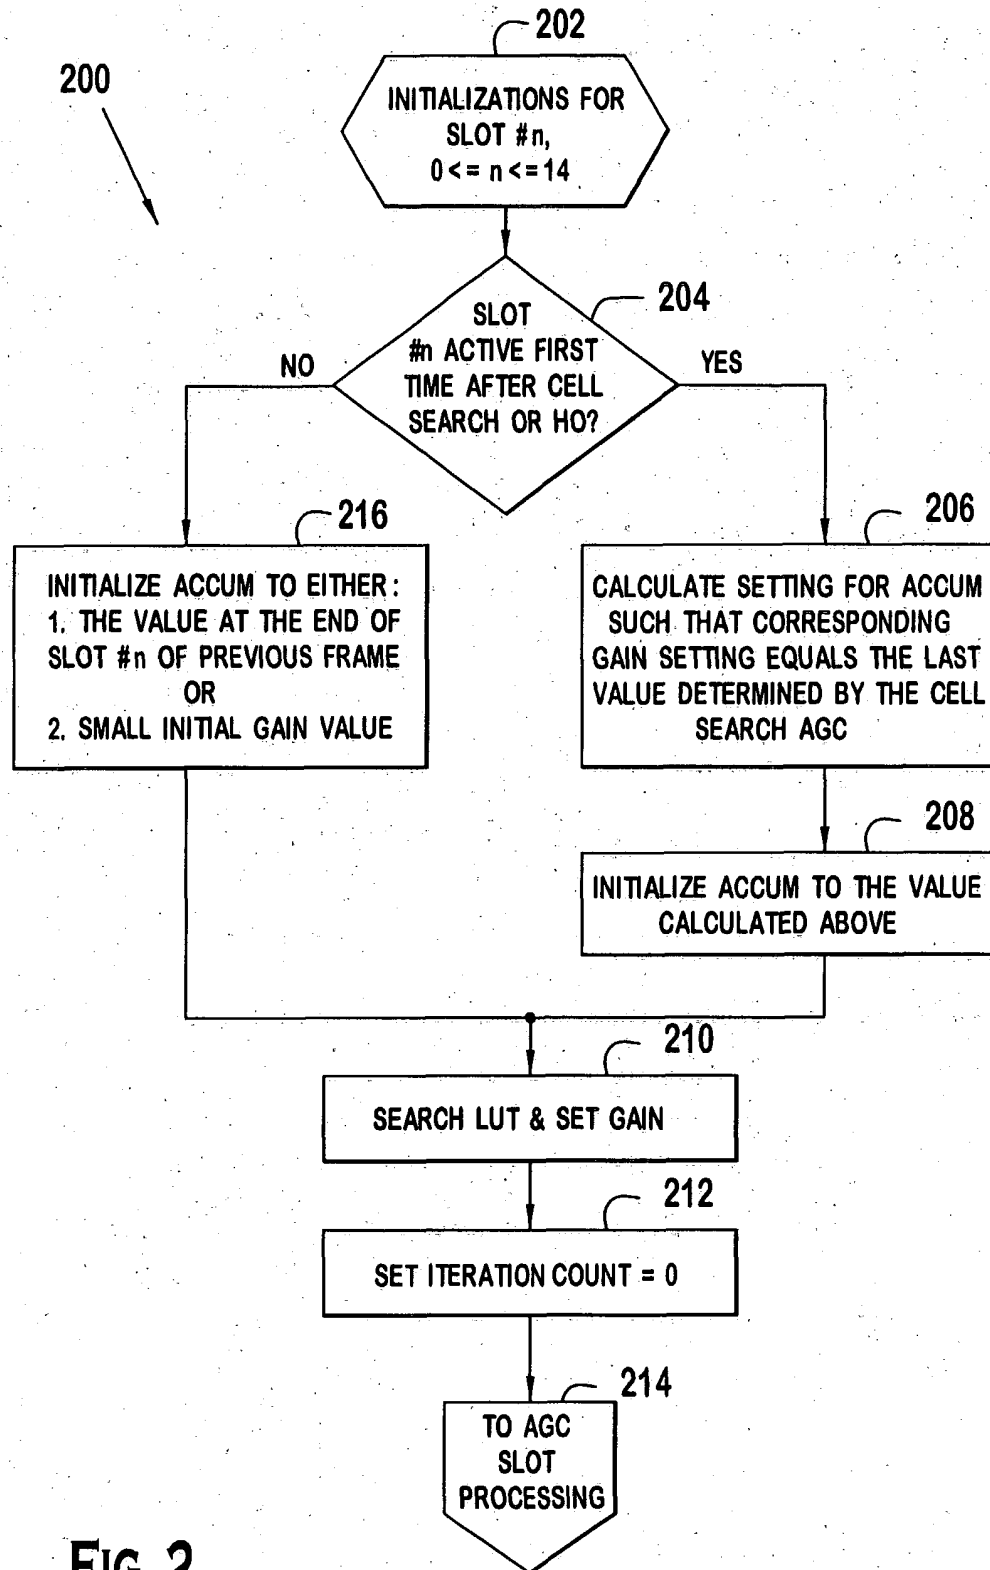 202
200
INITIALIZATIONS FOR
SLOT #n,
0<= n <=14
204
SLOT
#n ACTIVE FIRST
TIME AFTER CELL
SEARCH OR HO?
NO
YES
216
INITIALIZE ACCUM TO EITHER:
1. THE VALUE AT THE END OF
SLOT #n OF PREVIOUS FRAME
OR
2. SMALL INITIAL GAIN VALUE
206
CALCULATE SETTING FOR ACCUM
SUCH THAT CORRESPONDING
GAIN SETTING EQUALS THE LAST
VALUE DETERMINED BY THE CELL
SEARCH AGC
208
INITIALIZE ACCUM TO THE VALUE
CALCULATED ABOVE
210
SEARCH LUT & SET GAIN
212
SET ITERATION COUNT = 0
214
TO AGC
SLOT
PROCESSING
FIG. 2